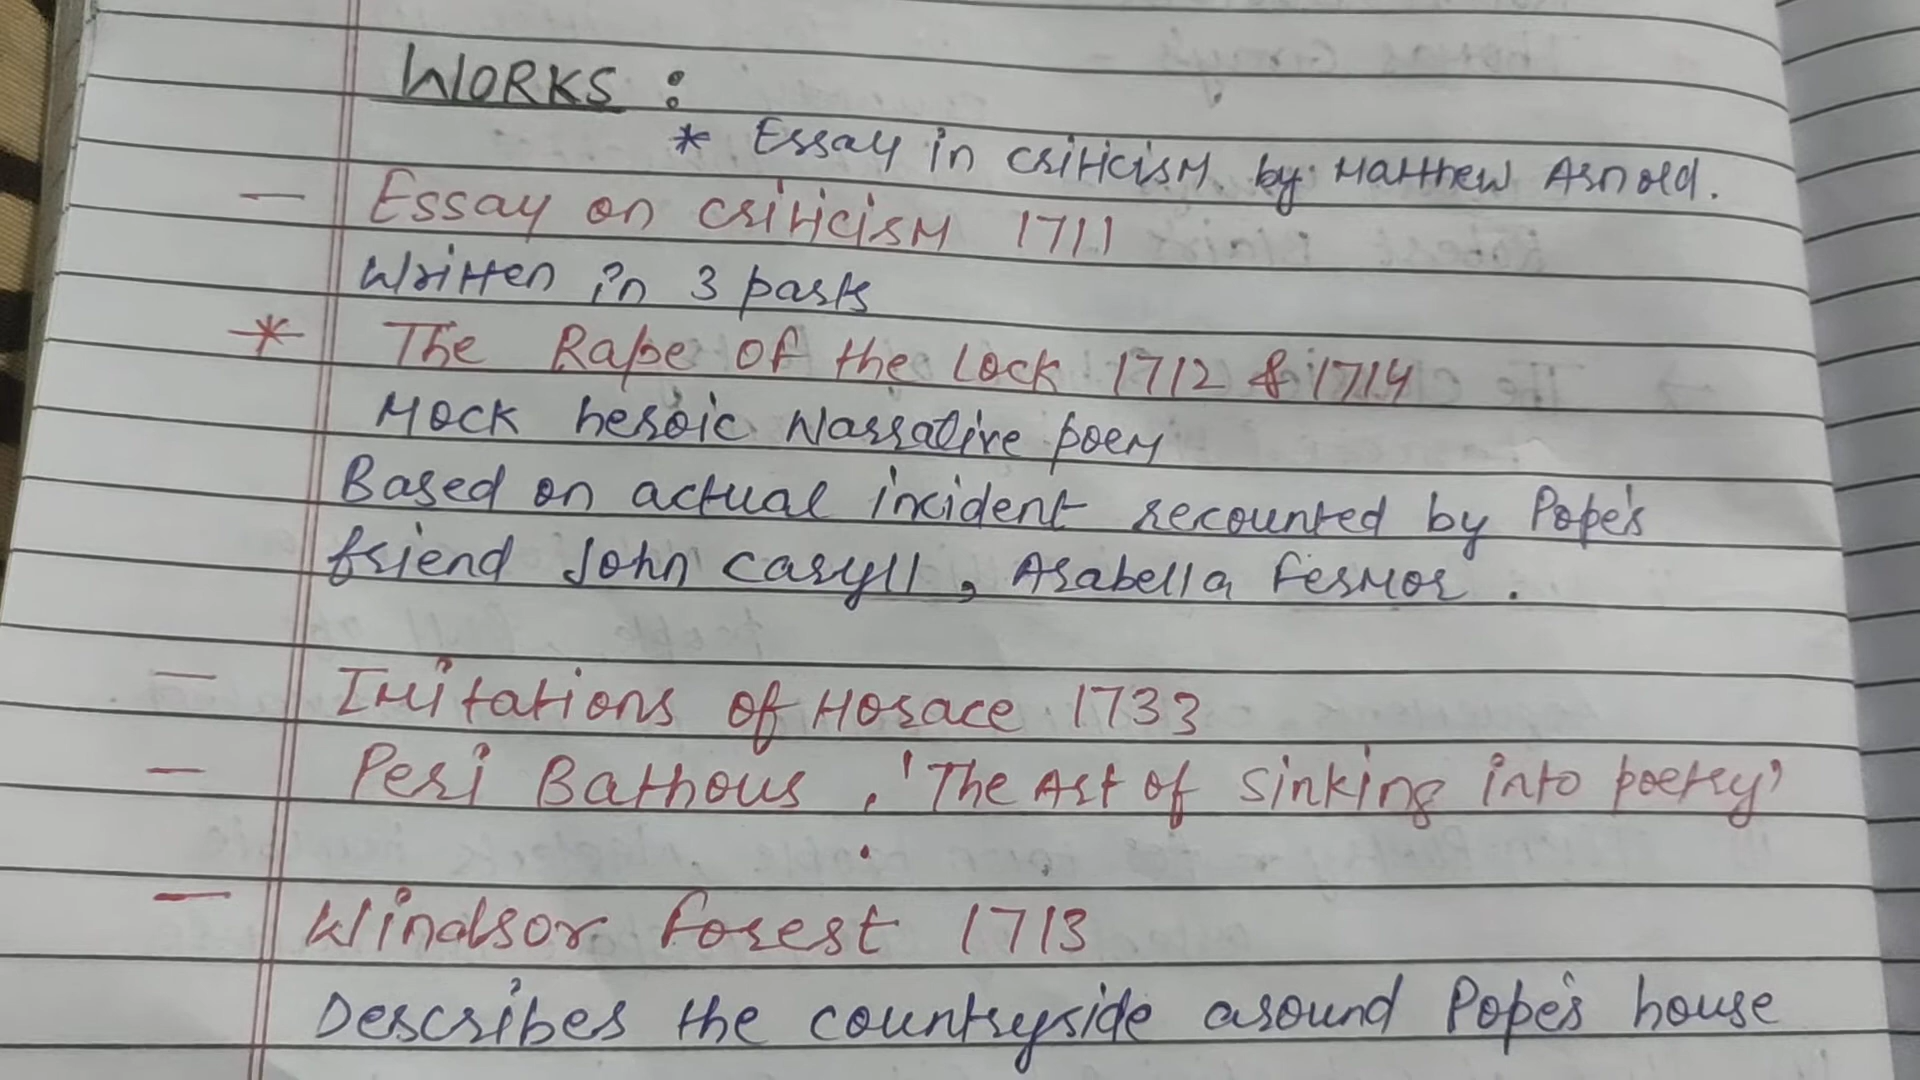 WORKS :
* Essay in criticism by Matthew Arnold.
— Essay on criticism 1711
Written in 3 parts
* The Rape of the Lock 1712 & 1714
Mock heroic Narrative poem
Based on actual incident recounted by Pope's
friend John Caryll, Arabella Fermor.
— Imitations of Horace 1733
— Peri Bathous, 'The Art of Sinking into poetry'
— Windsor Forest 1713
Describes the countryside around Pope's house